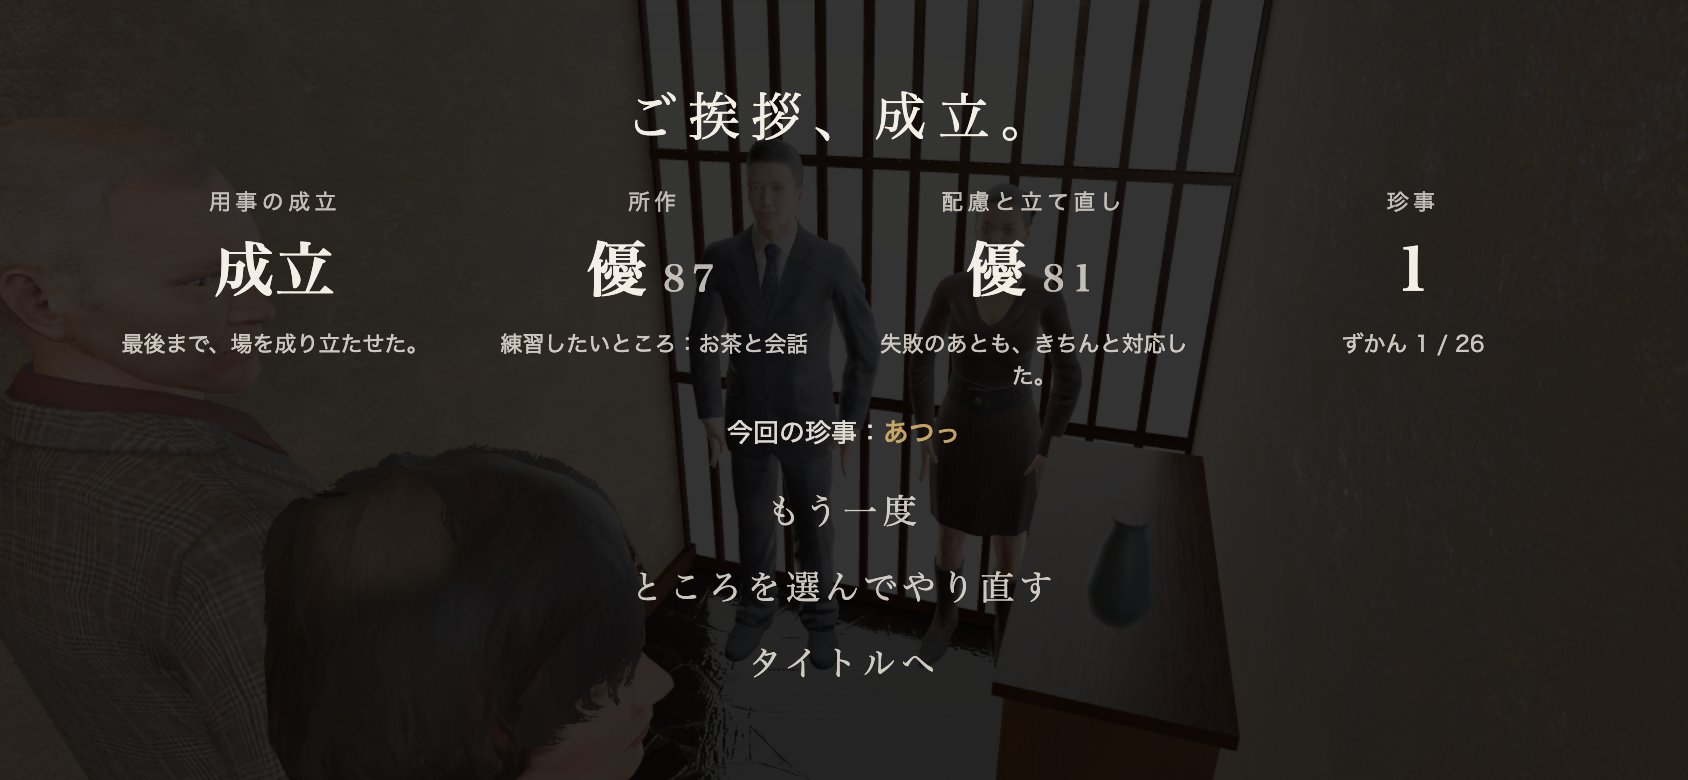 ご挨拶、成立。
用事の成立
成立
最後まで、場を成り立たせた。
所作
優 87
練習したいところ：お茶と会話
配慮と立て直し
優 81
失敗のあとも、きちんと対応し
た。
珍事
1
ずかん 1 / 26
今回の珍事：あつっ
もう一度
ところを選んでやり直す
タイトルへ